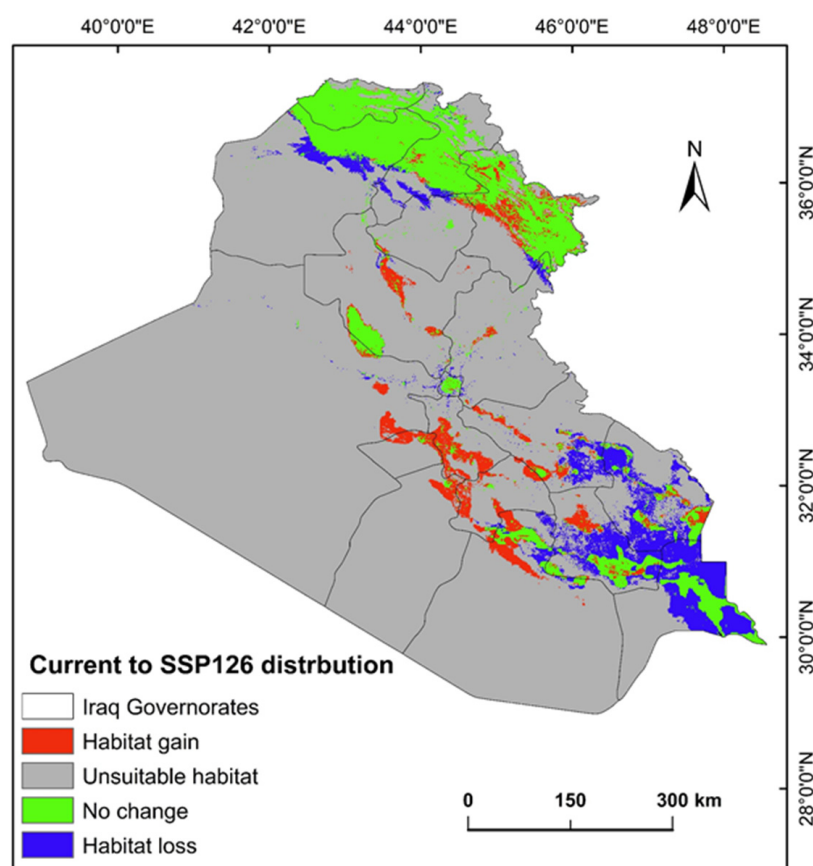 40°0'0"E 42°0'0"E 44°0'0"E 46°0'0"E 48°0'0"E
N
36°0'0"N
34°0'0"N
32°0'0"N
30°0'0"N
28°0'0"N
Current to SSP126 distrbution
Iraq Governorates
Habitat gain
Unsuitable habitat
No change
Habitat loss
0 150 300 km